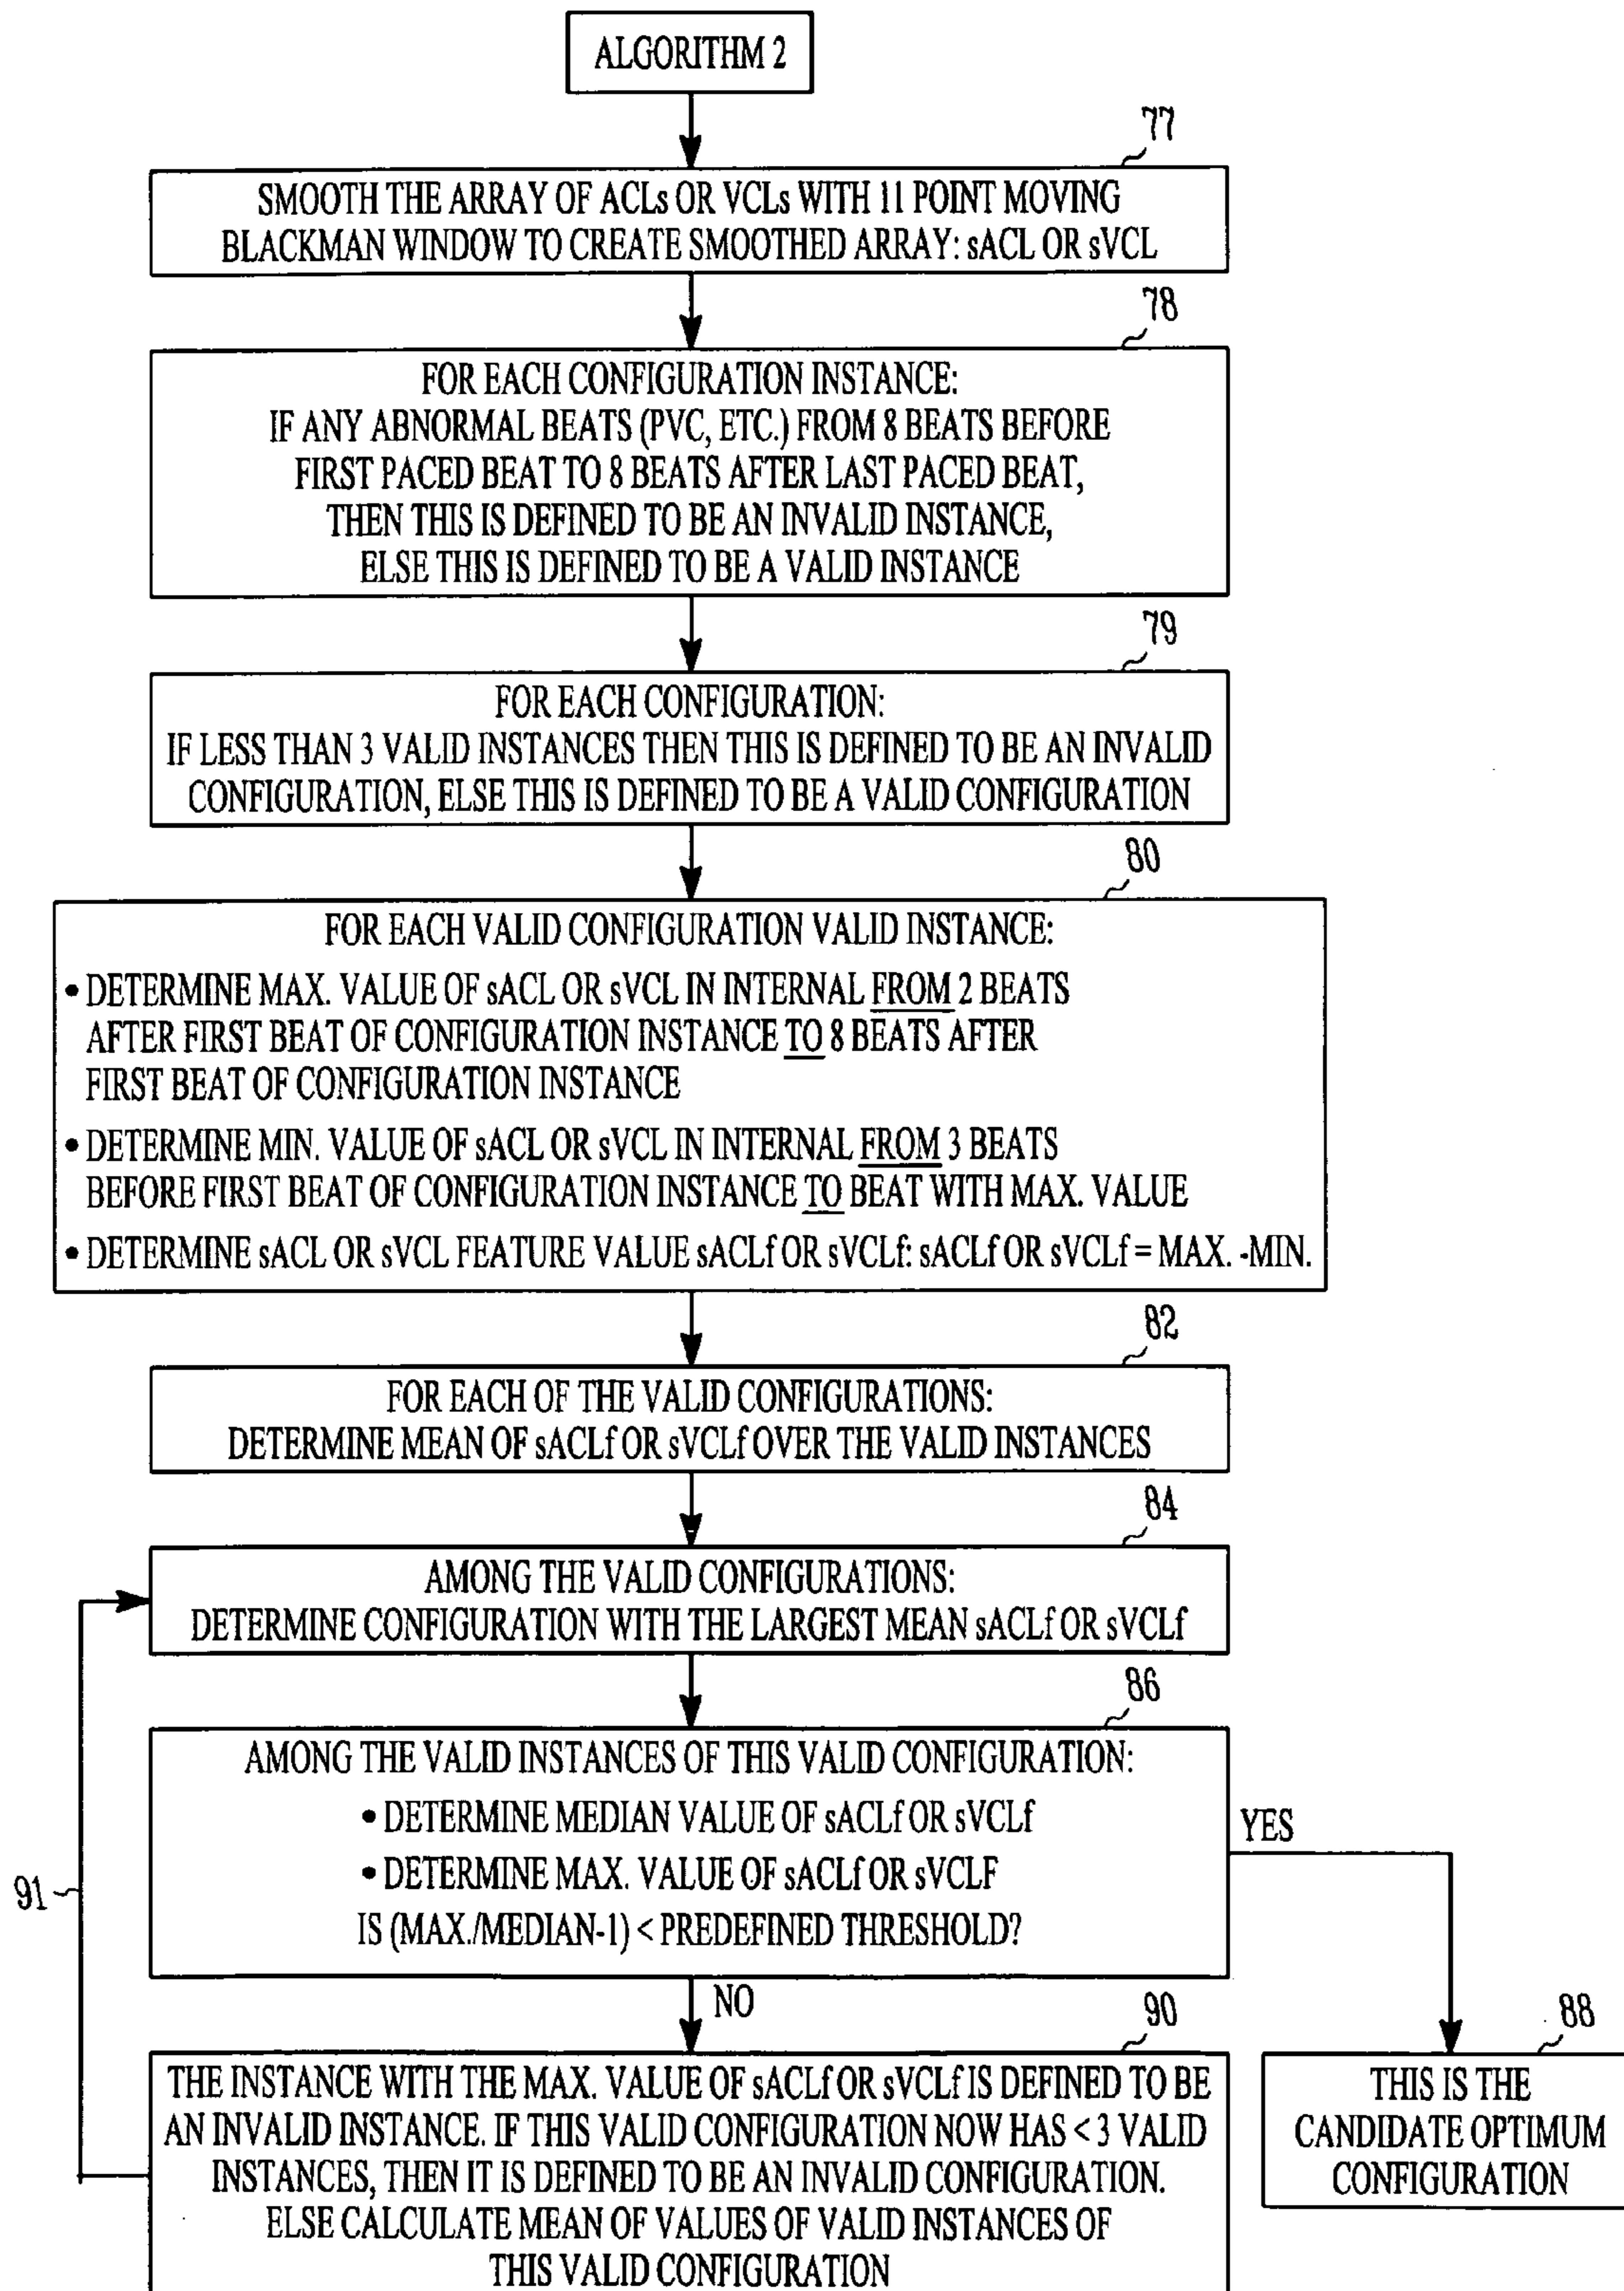 ALGORITHM 2
77
SMOOTH THE ARRAY OF ACLs OR VCLs WITH 11 POINT MOVING
BLACKMAN WINDOW TO CREATE SMOOTHED ARRAY: sACL OR sVCL
78
FOR EACH CONFIGURATION INSTANCE:
IF ANY ABNORMAL BEATS (PVC, ETC.) FROM 8 BEATS BEFORE
FIRST PACED BEAT TO 8 BEATS AFTER LAST PACED BEAT,
THEN THIS IS DEFINED TO BE AN INVALID INSTANCE,
ELSE THIS IS DEFINED TO BE A VALID INSTANCE
79
FOR EACH CONFIGURATION:
IF LESS THAN 3 VALID INSTANCES THEN THIS IS DEFINED TO BE AN INVALID
CONFIGURATION, ELSE THIS IS DEFINED TO BE A VALID CONFIGURATION
80
FOR EACH VALID CONFIGURATION VALID INSTANCE:
• DETERMINE MAX. VALUE OF sACL OR sVCL IN INTERNAL FROM 2 BEATS
AFTER FIRST BEAT OF CONFIGURATION INSTANCE TO 8 BEATS AFTER
FIRST BEAT OF CONFIGURATION INSTANCE
• DETERMINE MIN. VALUE OF sACL OR sVCL IN INTERNAL FROM 3 BEATS
BEFORE FIRST BEAT OF CONFIGURATION INSTANCE TO BEAT WITH MAX. VALUE
• DETERMINE sACL OR sVCL FEATURE VALUE sACLf OR sVCLf: sACLf OR sVCLf = MAX. -MIN.
82
FOR EACH OF THE VALID CONFIGURATIONS:
DETERMINE MEAN OF sACLf OR sVCLf OVER THE VALID INSTANCES
84
AMONG THE VALID CONFIGURATIONS:
DETERMINE CONFIGURATION WITH THE LARGEST MEAN sACLf OR sVCLf
86
AMONG THE VALID INSTANCES OF THIS VALID CONFIGURATION:
• DETERMINE MEDIAN VALUE OF sACLf OR sVCLf
• DETERMINE MAX. VALUE OF sACLf OR sVCLF
IS (MAX./MEDIAN-1) < PREDEFINED THRESHOLD?
YES
91
NO
90
THE INSTANCE WITH THE MAX. VALUE OF sACLf OR sVCLf IS DEFINED TO BE
AN INVALID INSTANCE. IF THIS VALID CONFIGURATION NOW HAS < 3 VALID
INSTANCES, THEN IT IS DEFINED TO BE AN INVALID CONFIGURATION.
ELSE CALCULATE MEAN OF VALUES OF VALID INSTANCES OF
THIS VALID CONFIGURATION
88
THIS IS THE
CANDIDATE OPTIMUM
CONFIGURATION